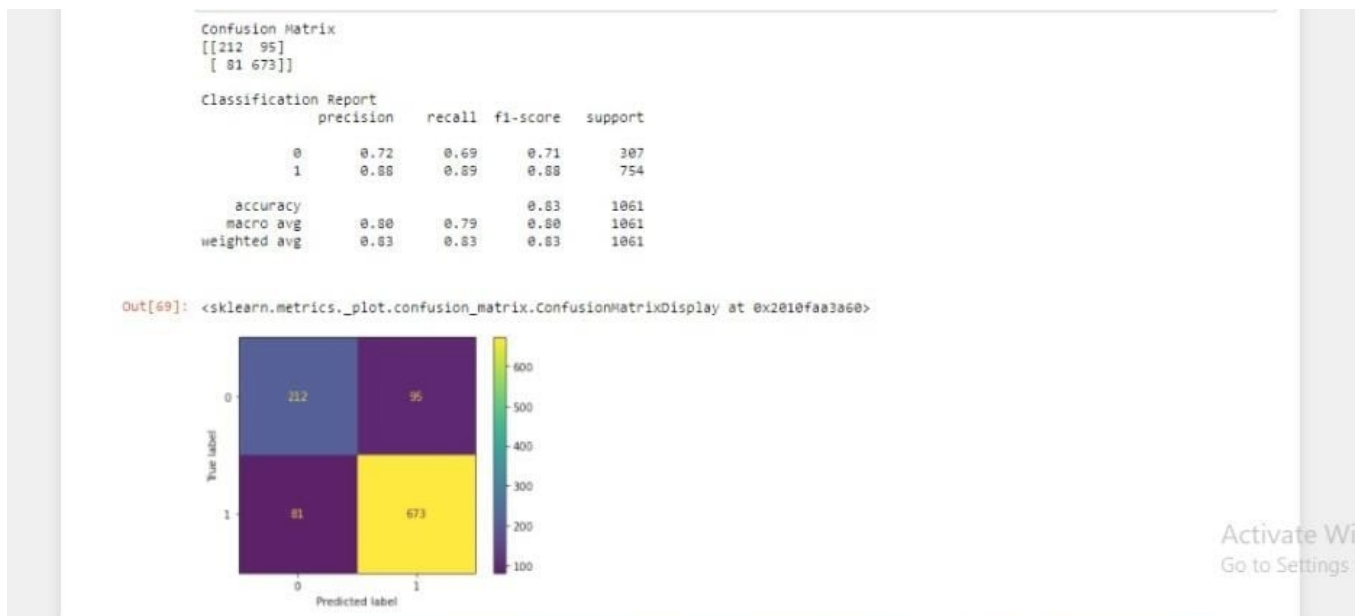 Confusion Matrix
[[212 95]
[ 81 673]]
Classification Report
precision recall f1-score support
0 0.72 0.69 0.71 307
1 0.88 0.89 0.88 754
accuracy 0.83 1061
macro avg 0.80 0.79 0.80 1061
weighted avg 0.83 0.83 0.83 1061
Out[69]: <sklearn.metrics._plot.confusion_matrix.ConfusionMatrixDisplay at 0x2010faa3a60>
600
0 212 95
500
400
True label
300
1 81 673
200
100
0 1
Predicted label
Activate Wi
Go to Settings